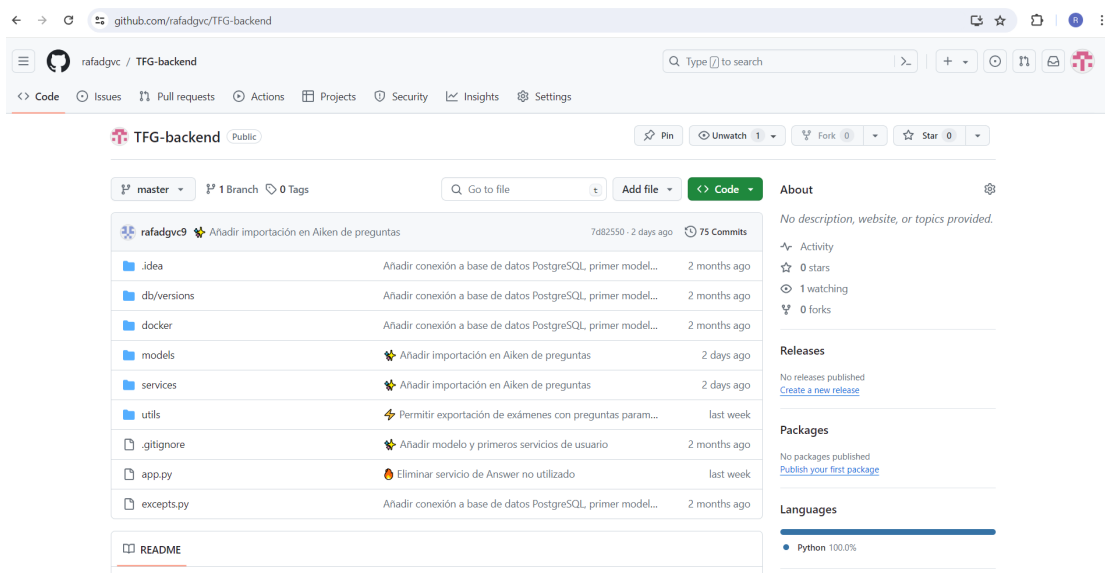 github.com/rafadgvc/TFG-backend
R
rafadgvc / TFG-backend
Type / to search
Code Issues Pull requests Actions Projects Security Insights Settings
TFG-backend Public
Pin Unwatch 1 Fork 0 Star 0
master 1 Branch 0 Tags Go to file t Add file Code
About
No description, website, or topics provided.
rafadgvc9 Añadir importación en Aiken de preguntas 7d82550 · 2 days ago 75 Commits
.idea Añadir conexión a base de datos PostgreSQL, primer model... 2 months ago
db/versions Añadir conexión a base de datos PostgreSQL, primer model... 2 months ago
docker Añadir conexión a base de datos PostgreSQL, primer model... 2 months ago
models Añadir importación en Aiken de preguntas 2 days ago
services Añadir importación en Aiken de preguntas 2 days ago
utils Permitir exportación de exámenes con preguntas param... last week
.gitignore Añadir modelo y primeros servicios de usuario 2 months ago
app.py Eliminar servicio de Answer no utilizado last week
excepts.py Añadir conexión a base de datos PostgreSQL, primer model... 2 months ago
README
Activity
0 stars
1 watching
0 forks
Releases
No releases published
Create a new release
Packages
No packages published
Publish your first package
Languages
Python 100.0%